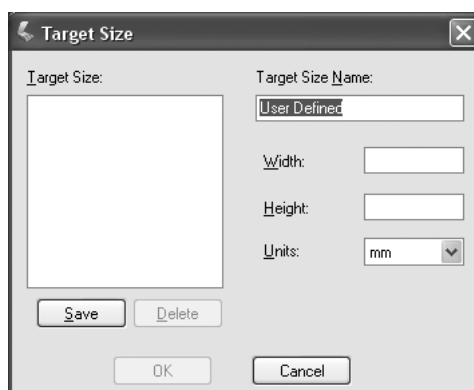 Target Size
Target Size:
Target Size Name:
User Defined
Width:
Height:
Units:
mm
Save
Delete
OK
Cancel